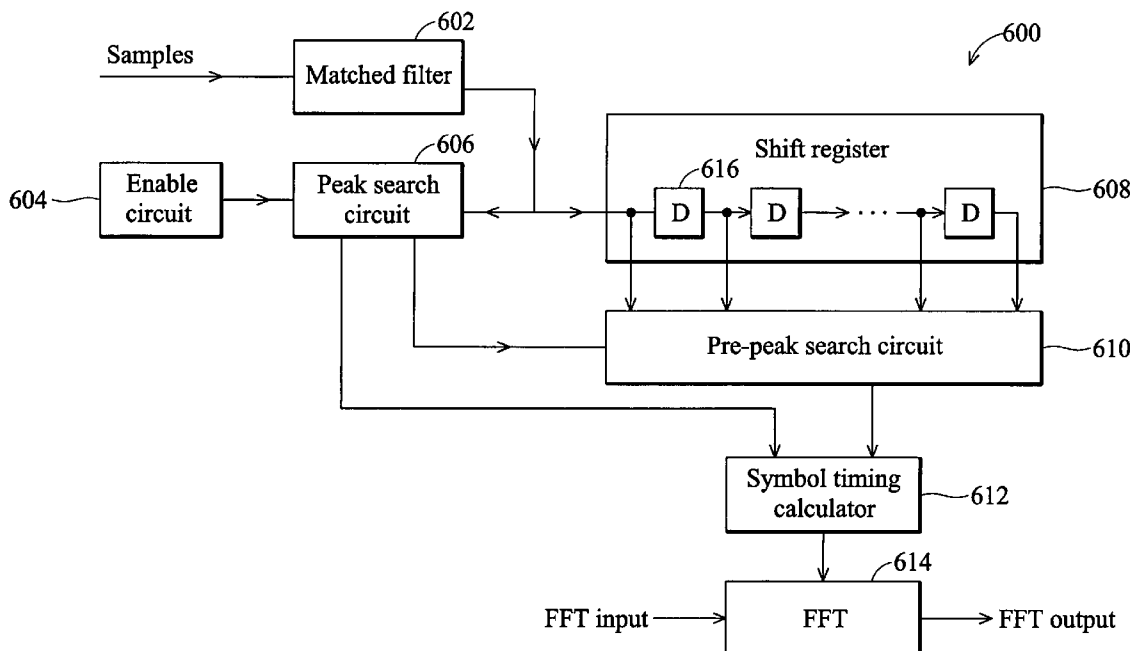 602
600
Samples
Matched filter
606
Shift register
616
604
Enable
circuit
Peak search
circuit
D
D
...
D
608
Pre-peak search circuit
610
Symbol timing
calculator
612
614
FFT input
FFT
FFT output